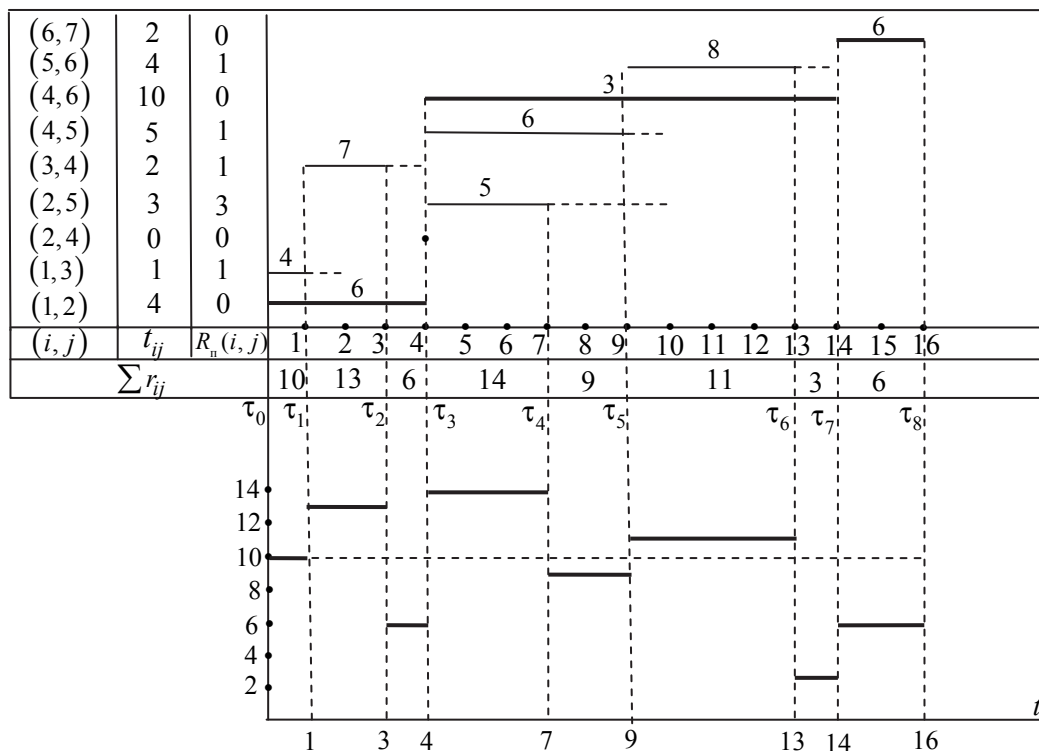 (6,7) 2 0 6
(5,6) 4 1 8
(4,6) 10 0 3
(4,5) 5 1 6
(3,4) 2 1 7
(2,5) 3 3 5
(2,4) 0 0
(1,3) 1 1 4
(1,2) 4 0 6
(i, j) t_ij R_п(i, j) 1 2 3 4 5 6 7 8 9 10 11 12 13 14 15 16
∑r_ij 10 13 6 14 9 11 3 6
τ₀ τ₁ τ₂ τ₃ τ₄ τ₅ τ₆ τ₇ τ₈
14
12
10
8
6
4
2
t
1 3 4 7 9 13 14 16